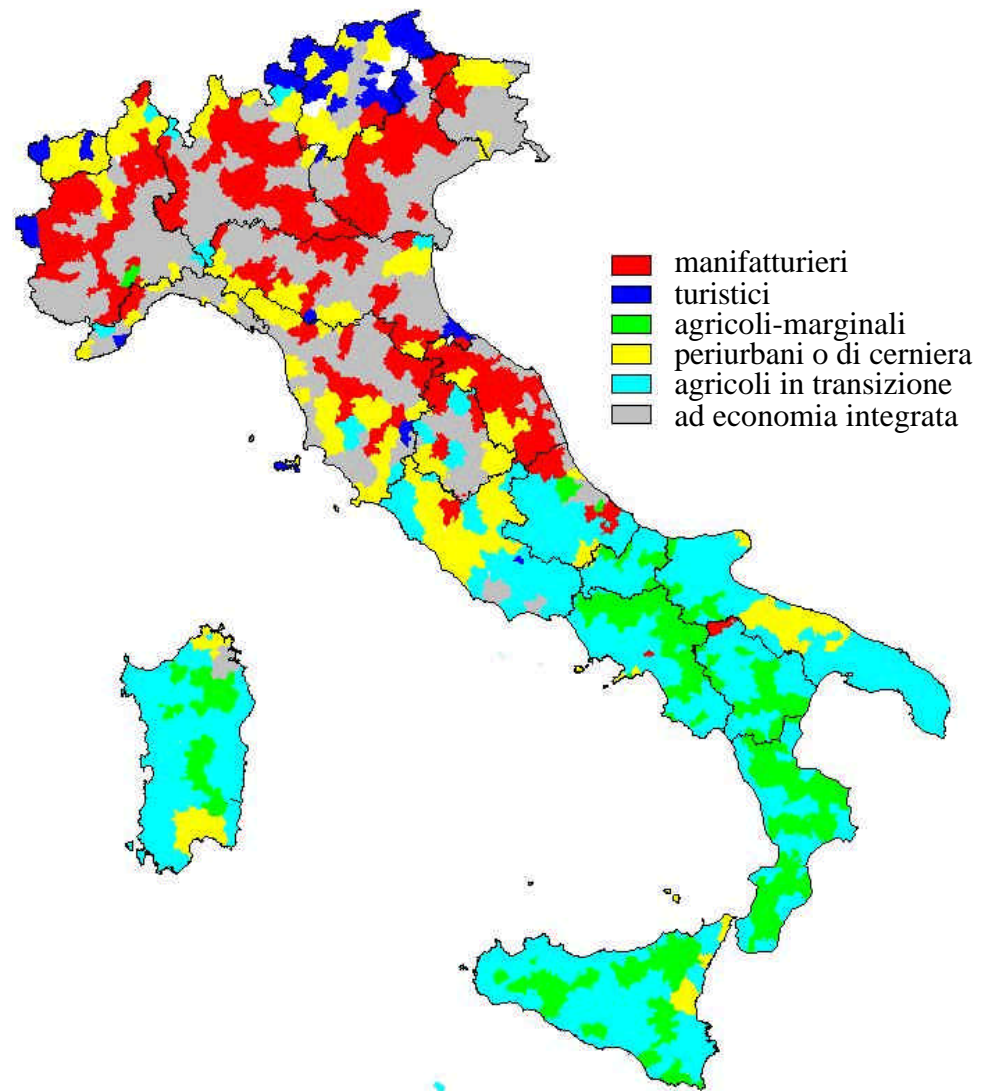 manifatturieri
turistici
agricoli-marginali
periurbani o di cerniera
agricoli in transizione
ad economia integrata